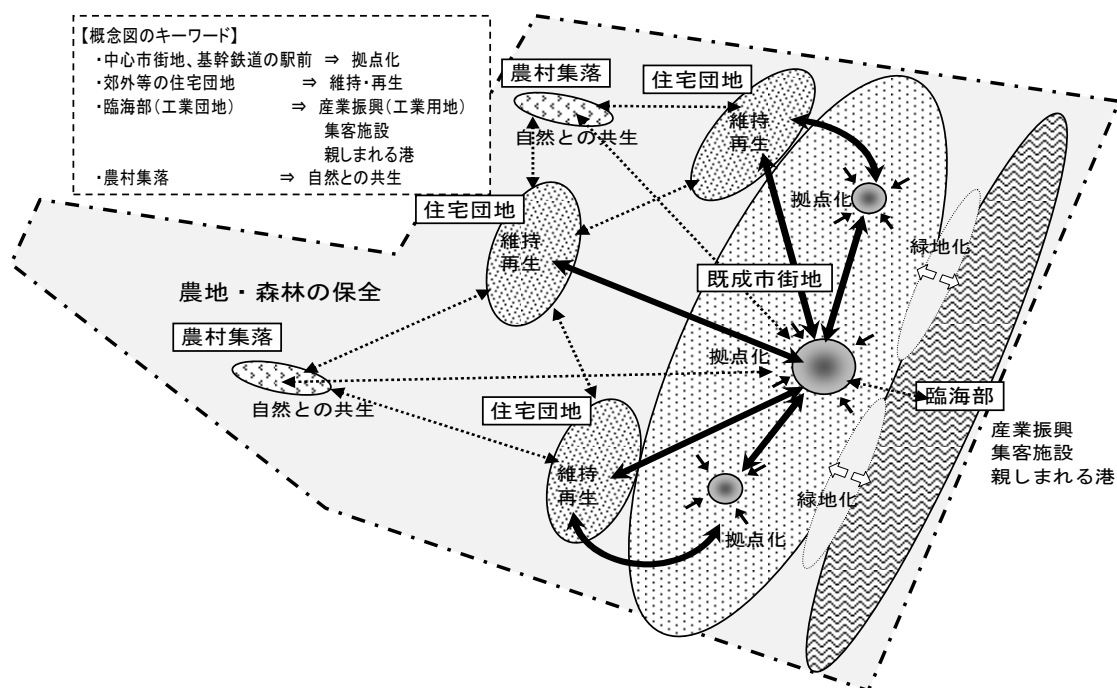 【概念図のキーワード】
・中心市街地、基幹鉄道の駅前 ⇒ 拠点化
・郊外等の住宅団地 ⇒ 維持・再生
・臨海部（工業団地） ⇒ 産業振興（工業用地）
集客施設
親しまれる港
・農村集落 ⇒ 自然との共生
農村集落
自然との共生
住宅団地
維持
再生
拠点化
緑地化
住宅団地
維持
再生
既成市街地
農地・森林の保全
農村集落
自然との共生
拠点化
臨海部
産業振興
集客施設
親しまれる港
住宅団地
維持
再生
緑地化
拠点化